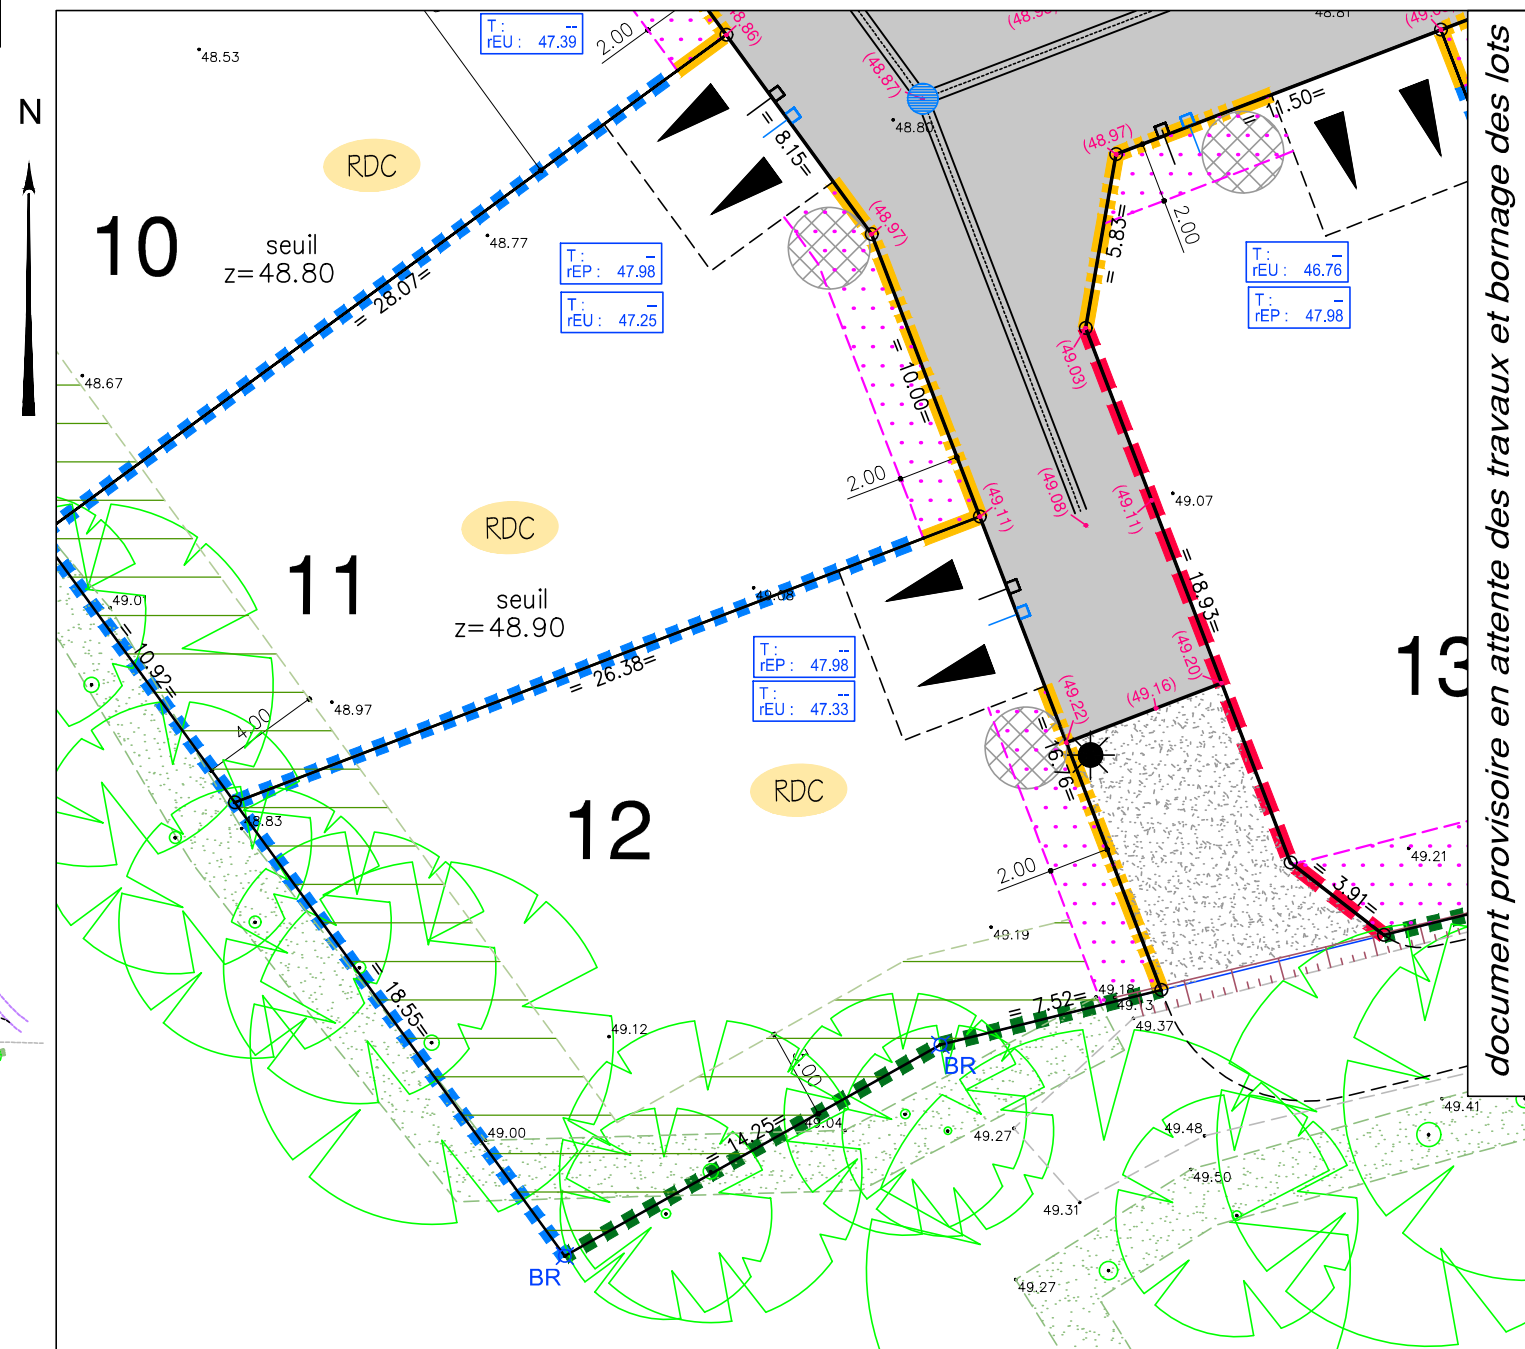 T : --
rEU : 47.39
2.00
48.53
48.81
(48.87)
48.80
(48.97)
= 11.50=
= 8.15=
N
RDC
10
seuil
z=48.80
48.77
= 28.07=
(48.97)
= 5.83=
2.00
T : --
rEP : 47.98
T : --
rEU : 47.25
T : --
rEU : 46.76
T : --
rEP : 47.98
48.67
(49.03)
= 10.00=
2.00
(49.11)
(49.08)
(49.11)
49.07
RDC
11
seuil
z=48.90
= 18.93=
= 26.38=
= 10.92=
4.00
48.97
T : --
rEP : 47.98
T : --
rEU : 47.33
(49.20)
(49.16)
(49.22)
13
= 16.76=
RDC
12
2.00
49.21
= 3.91=
49.19
= 18.55=
49.12
= 7.52=
49.18
49.13
49.37
BR
49.00
= 14.25=
49.04
49.27
49.48
49.41
49.50
49.31
49.27
BR
document provisoire en attente des travaux et bornage des lots